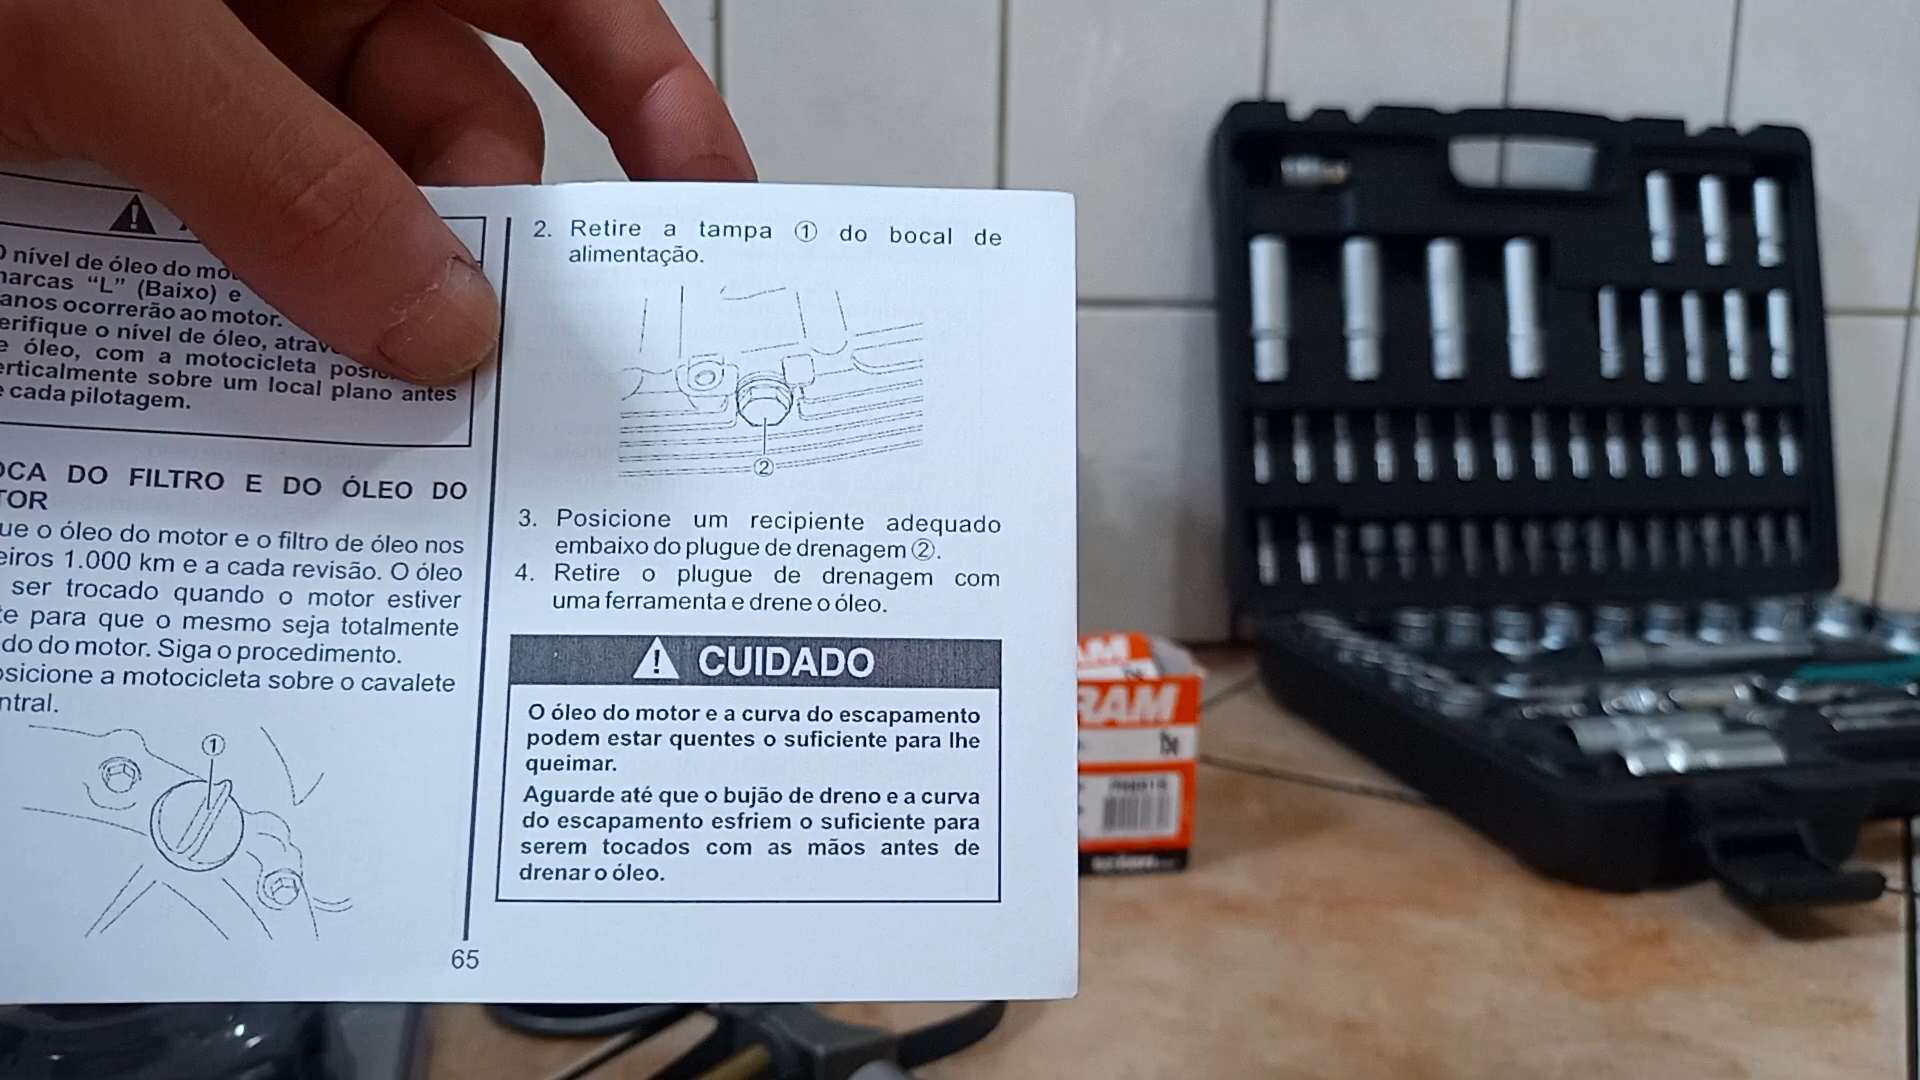 nível de óleo do
marcas “L” (Baixo) e
anos ocorrerão ao motor.
erifique o nível de óleo,
e óleo, com a motocicleta
erticalmente sobre um local plano antes
e cada pilotagem.
OCA DO FILTRO E DO ÓLEO DO
TOR
ue o óleo do motor e o filtro de óleo nos
eiros 1.000 km e a cada revisão. O óleo
ser trocado quando o motor estiver
te para que o mesmo seja totalmente
do do motor. Siga o procedimento.
osicione a motocicleta sobre o cavalete
ntral.
①
2. Retire a tampa ① do bocal de
alimentação.
②
3. Posicione um recipiente adequado
embaixo do plugue de drenagem ②.
4. Retire o plugue de drenagem com
uma ferramenta e drene o óleo.
! CUIDADO
O óleo do motor e a curva do escapamento
podem estar quentes o suficiente para lhe
queimar.
Aguarde até que o bujão de dreno e a curva
do escapamento esfriem o suficiente para
serem tocados com as mãos antes de
drenar o óleo.
65
RAM